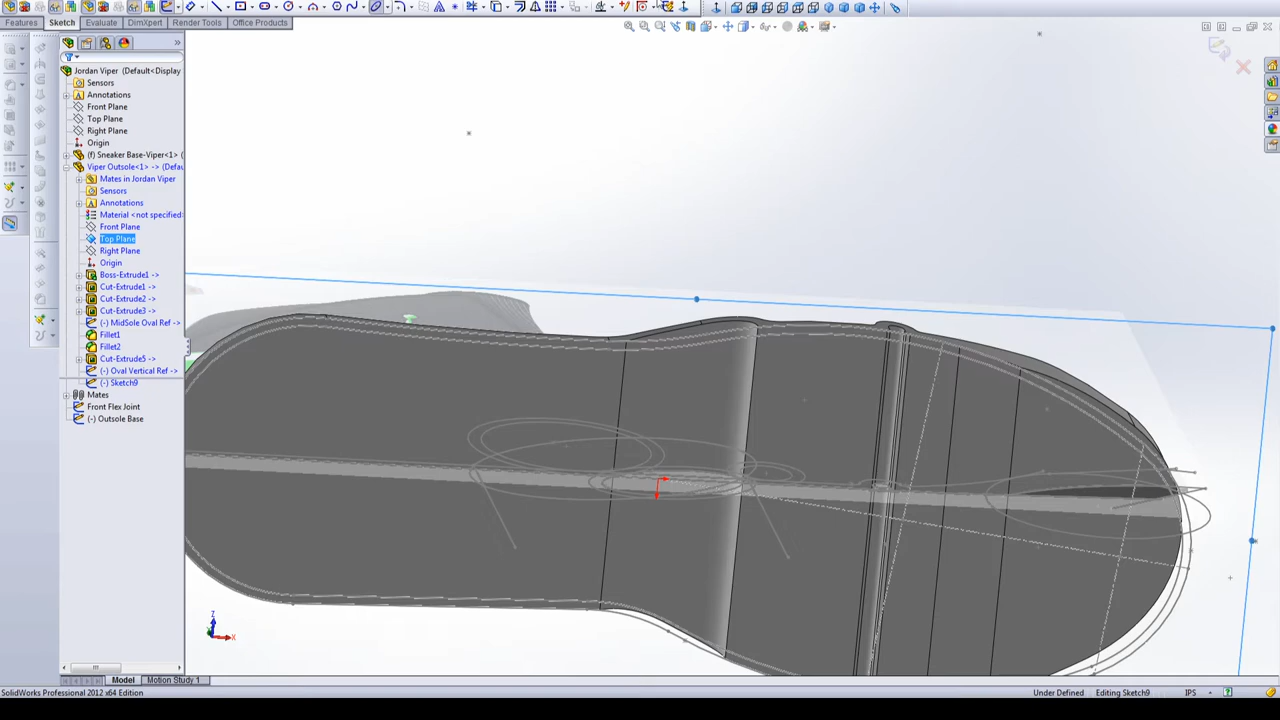 Features Sketch Evaluate DimXpert Render Tools Office Products
Jordan Viper (Default<Display
Sensors
Annotations
Front Plane
Top Plane
Right Plane
Origin
(f) Sneaker Base-Viper<1> (
Viper Outsole<1> -> (Defau
Mates in Jordan Viper
Sensors
Annotations
Material <not specified>
Front Plane
Top Plane
Right Plane
Origin
Boss-Extrude1 ->
Cut-Extrude1 ->
Cut-Extrude2 ->
Cut-Extrude3 ->
(-) MidSole Oval Ref ->
Fillet1
Fillet2
Cut-Extrude5 ->
(-) Oval Vertical Ref ->
(-) Sketch9
Mates
Front Flex Joint
(-) Outsole Base
Z
X
Model Motion Study 1
SolidWorks Professional 2012 x64 Edition Under Defined Editing Sketch9 IPS